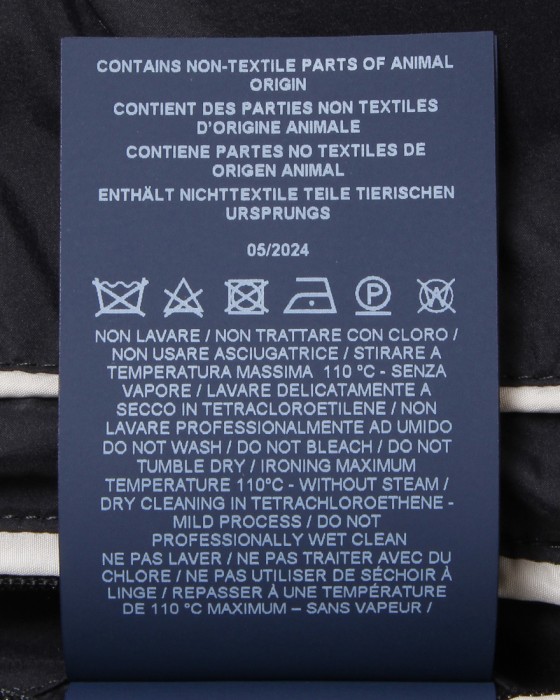 CONTAINS NON-TEXTILE PARTS OF ANIMAL
ORIGIN
CONTIENT DES PARTIES NON TEXTILES
D'ORIGINE ANIMALE
CONTIENE PARTES NO TEXTILES DE
ORIGEN ANIMAL
ENTHÄLT NICHTTEXTILE TEILE TIERISCHEN
URSPRUNGS
05/2024
P W
NON LAVARE / NON TRATTARE CON CLORO /
NON USARE ASCIUGATRICE / STIRARE A
TEMPERATURA MASSIMA 110 °C - SENZA
VAPORE / LAVARE DELICATAMENTE A
SECCO IN TETRACLOROETILENE / NON
LAVARE PROFESSIONALMENTE AD UMIDO
DO NOT WASH / DO NOT BLEACH / DO NOT
TUMBLE DRY / IRONING MAXIMUM
TEMPERATURE 110°C - WITHOUT STEAM /
DRY CLEANING IN TETRACHLOROETHENE -
MILD PROCESS / DO NOT
PROFESSIONALLY WET CLEAN
NE PAS LAVER / NE PAS TRAITER AVEC DU
CHLORE / NE PAS UTILISER DE SÉCHOIR À
LINGE / REPASSER À UNE TEMPÉRATURE
DE 110 °C MAXIMUM – SANS VAPEUR /